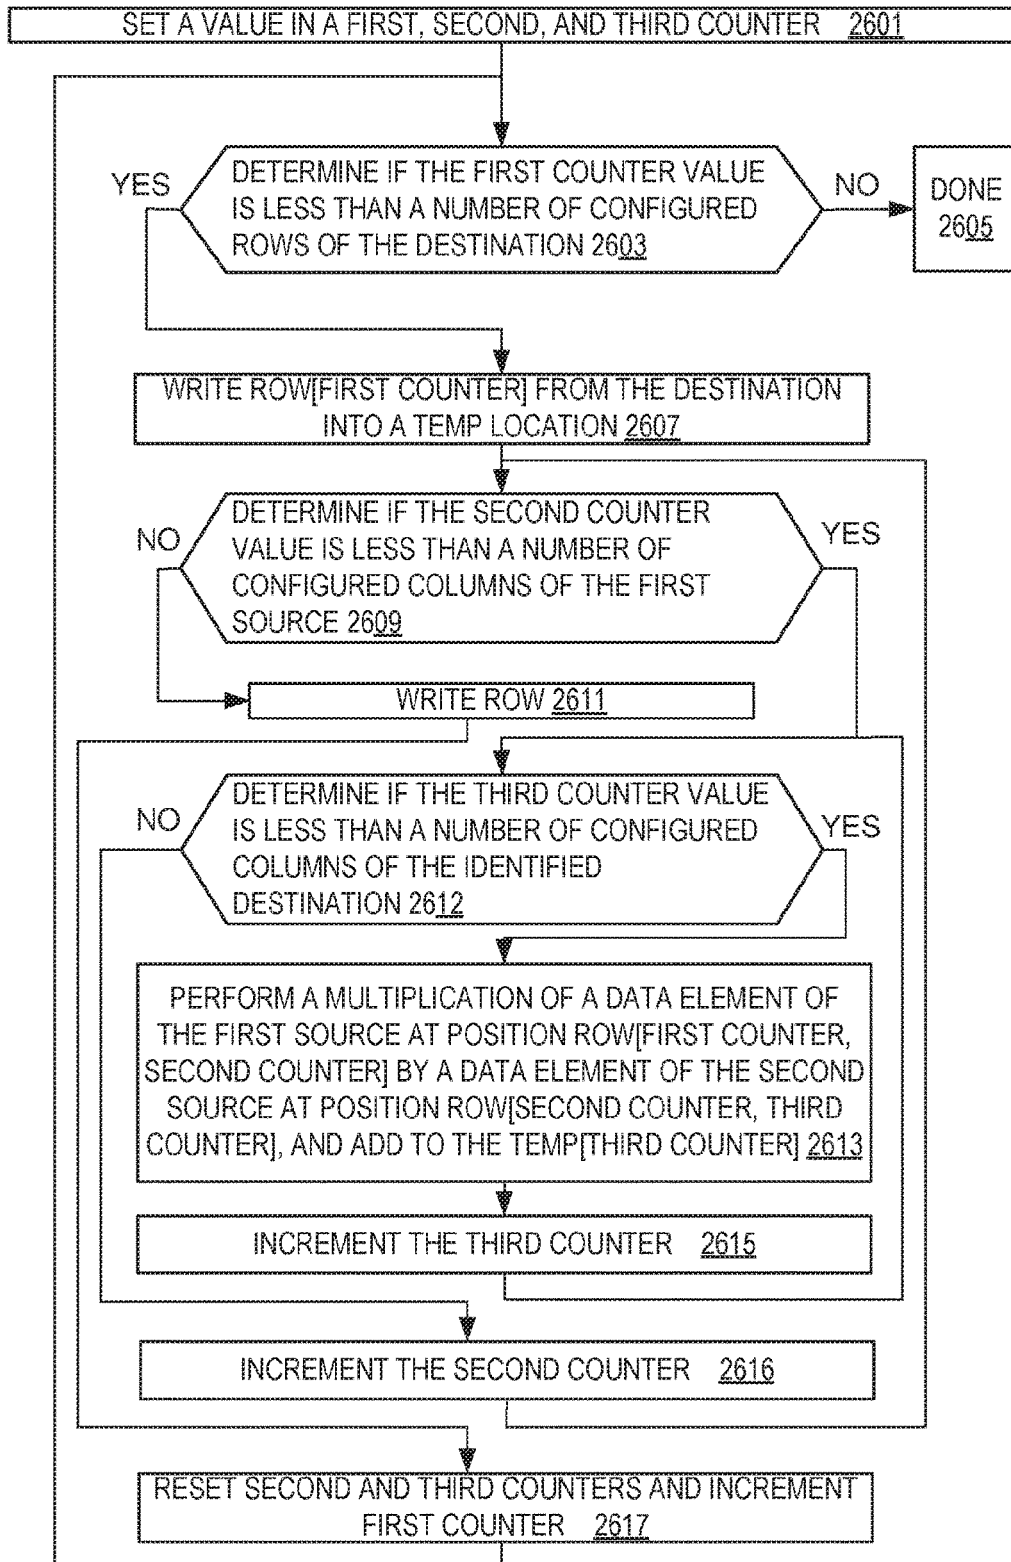 SET A VALUE IN A FIRST, SECOND, AND THIRD COUNTER 2601
DETERMINE IF THE FIRST COUNTER VALUE
IS LESS THAN A NUMBER OF CONFIGURED
ROWS OF THE DESTINATION 2603
YES
NO
DONE
2605
WRITE ROW[FIRST COUNTER] FROM THE DESTINATION
INTO A TEMP LOCATION 2607
DETERMINE IF THE SECOND COUNTER
VALUE IS LESS THAN A NUMBER OF
CONFIGURED COLUMNS OF THE FIRST
SOURCE 2609
NO
YES
WRITE ROW 2611
DETERMINE IF THE THIRD COUNTER VALUE
IS LESS THAN A NUMBER OF CONFIGURED
COLUMNS OF THE IDENTIFIED
DESTINATION 2612
NO
YES
PERFORM A MULTIPLICATION OF A DATA ELEMENT OF
THE FIRST SOURCE AT POSITION ROW[FIRST COUNTER,
SECOND COUNTER] BY A DATA ELEMENT OF THE SECOND
SOURCE AT POSITION ROW[SECOND COUNTER, THIRD
COUNTER], AND ADD TO THE TEMP[THIRD COUNTER] 2613
INCREMENT THE THIRD COUNTER 2615
INCREMENT THE SECOND COUNTER 2616
RESET SECOND AND THIRD COUNTERS AND INCREMENT
FIRST COUNTER 2617